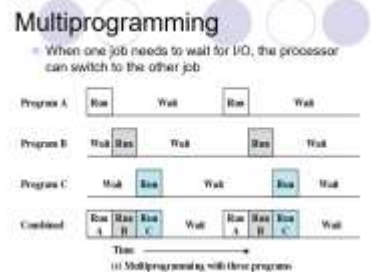 Multiprogramming
When one job needs to wait for I/O, the processor
can switch to the other job
Program A Run Wait Run Wait
Program B Wait Run Wait Run Wait
Program C Wait Run Wait Run Wait
Combined Run A Run B Run C Wait Run A Run B Run C Wait
Time
(c) Multiprogramming with three programs